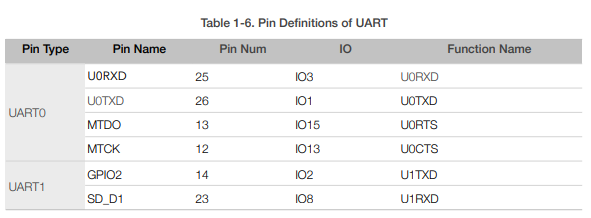 Table 1-6. Pin Definitions of UART
Pin Type Pin Name Pin Num IO Function Name
UART0
U0RXD 25 IO3 U0RXD
U0TXD 26 IO1 U0TXD
MTDO 13 IO15 U0RTS
MTCK 12 IO13 U0CTS
UART1
GPIO2 14 IO2 U1TXD
SD_D1 23 IO8 U1RXD